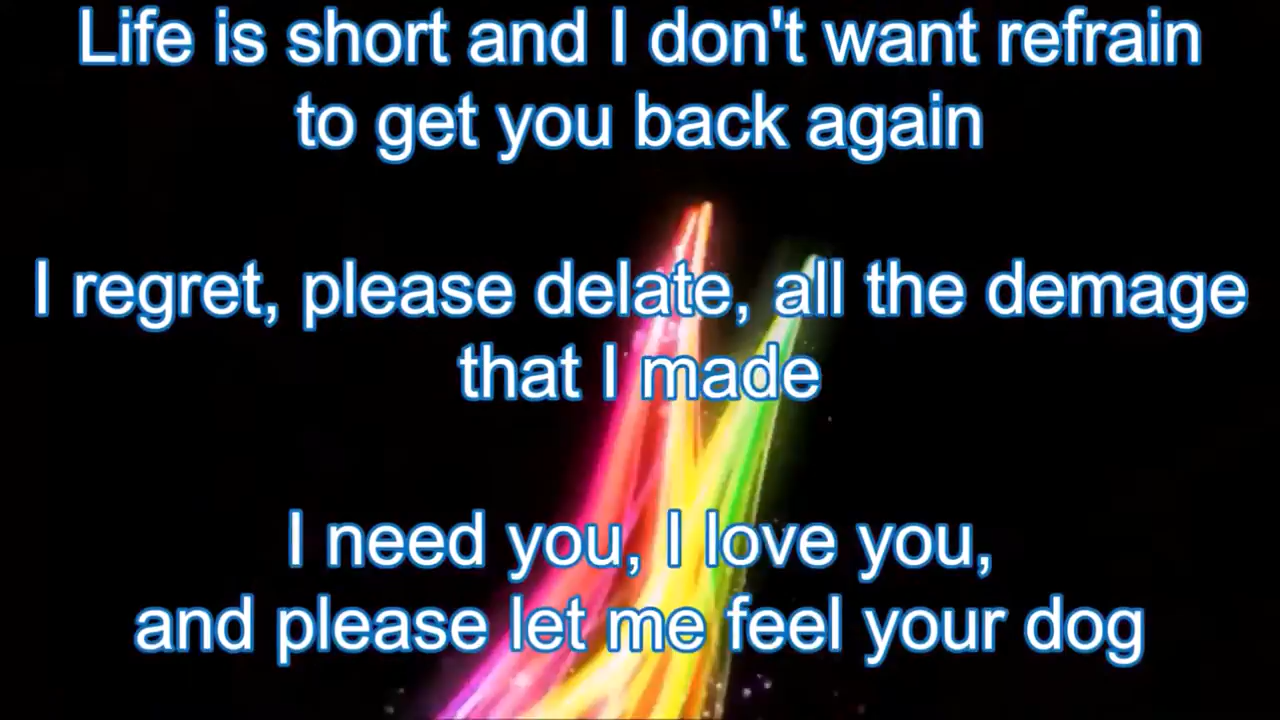 Life is short and I don't want refrain
to get you back again
I regret, please delate, all the demage
that I made
I need you, I love you,
and please let me feel your dog